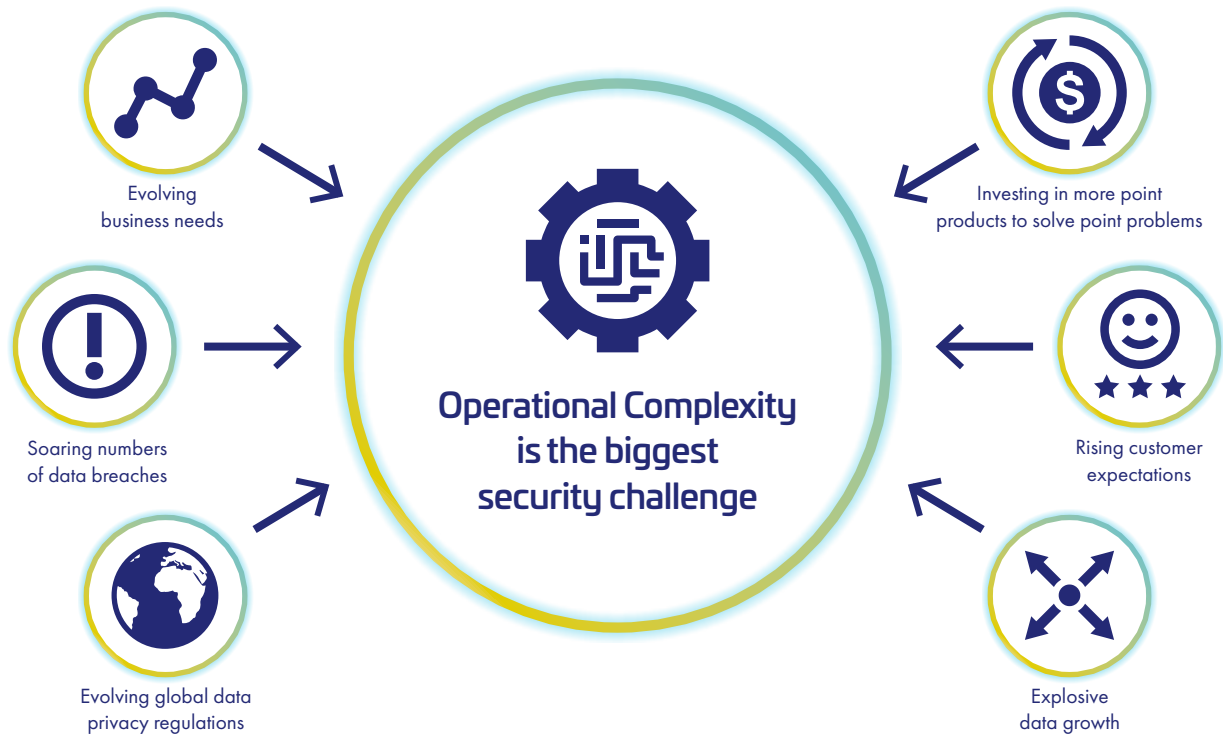 Evolving
business needs
Soaring numbers
of data breaches
Evolving global data
privacy regulations
Operational Complexity
is the biggest
security challenge
$
Investing in more point
products to solve point problems
Rising customer
expectations
Explosive
data growth